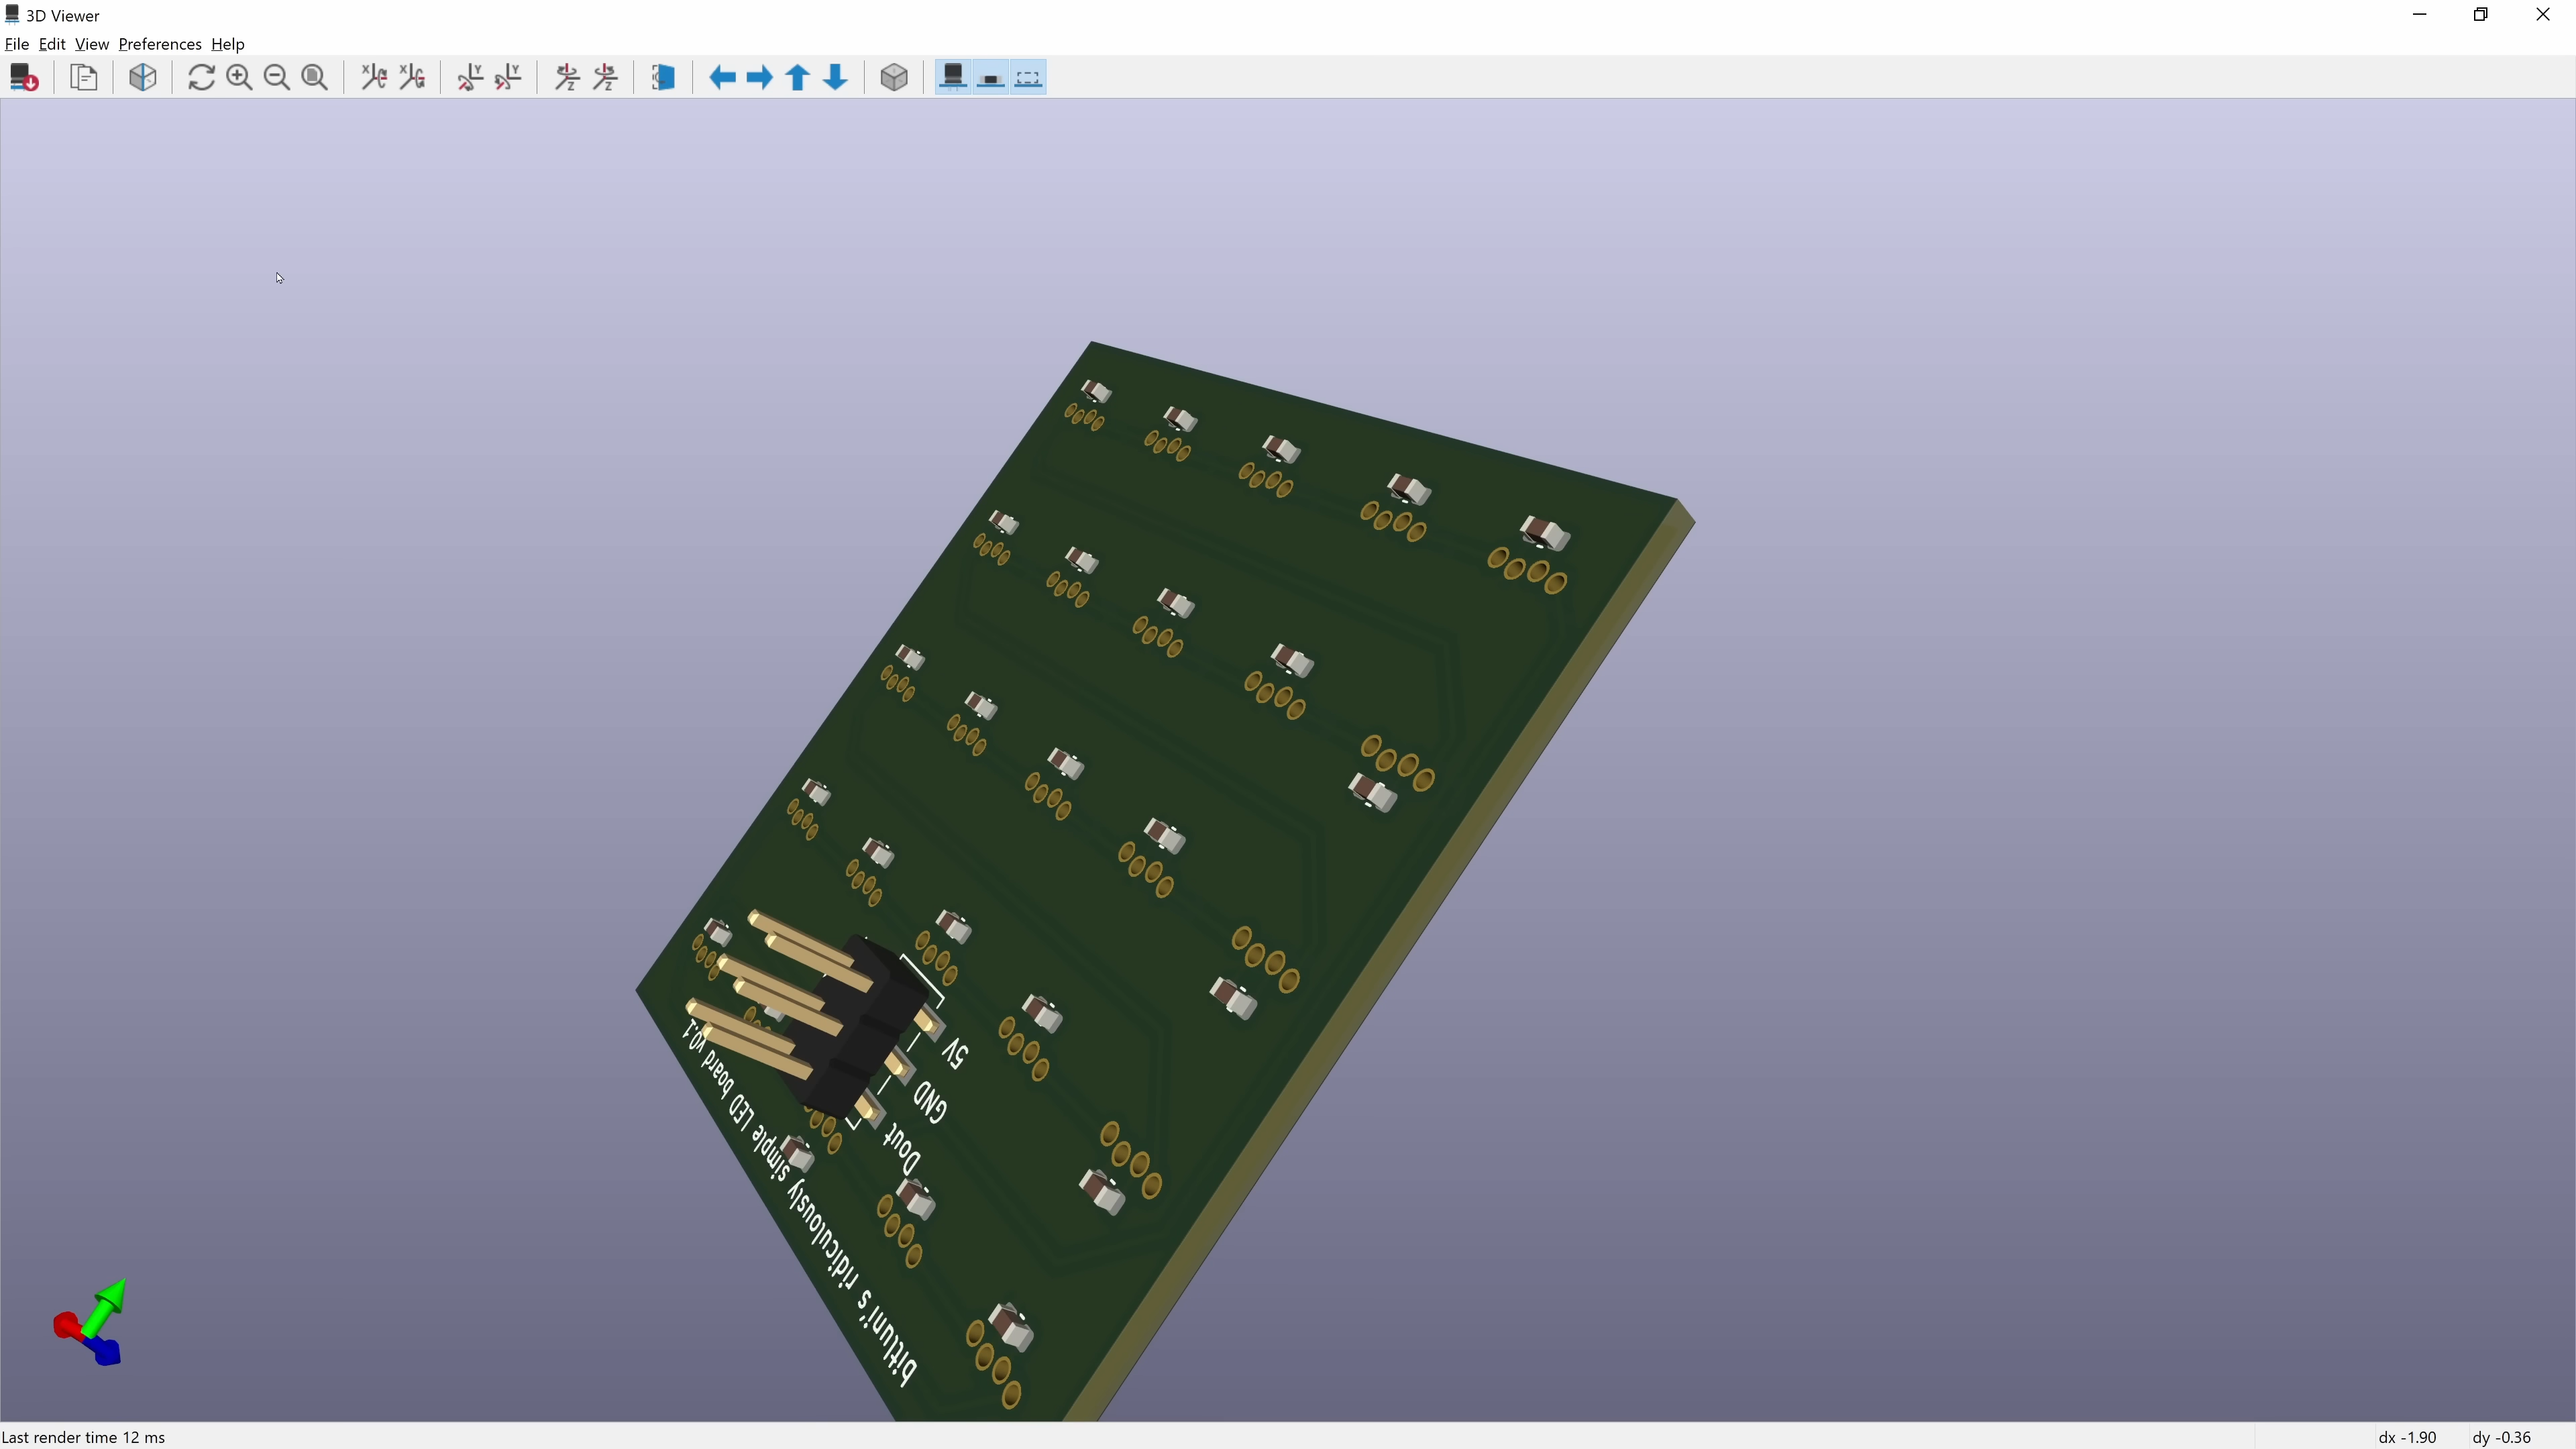 3D Viewer
File Edit View Preferences Help
5V
GND
Dout
bitluni's ridiculously simple LED board v0.1
Last render time 12 ms
dx -1.90
dy -0.36